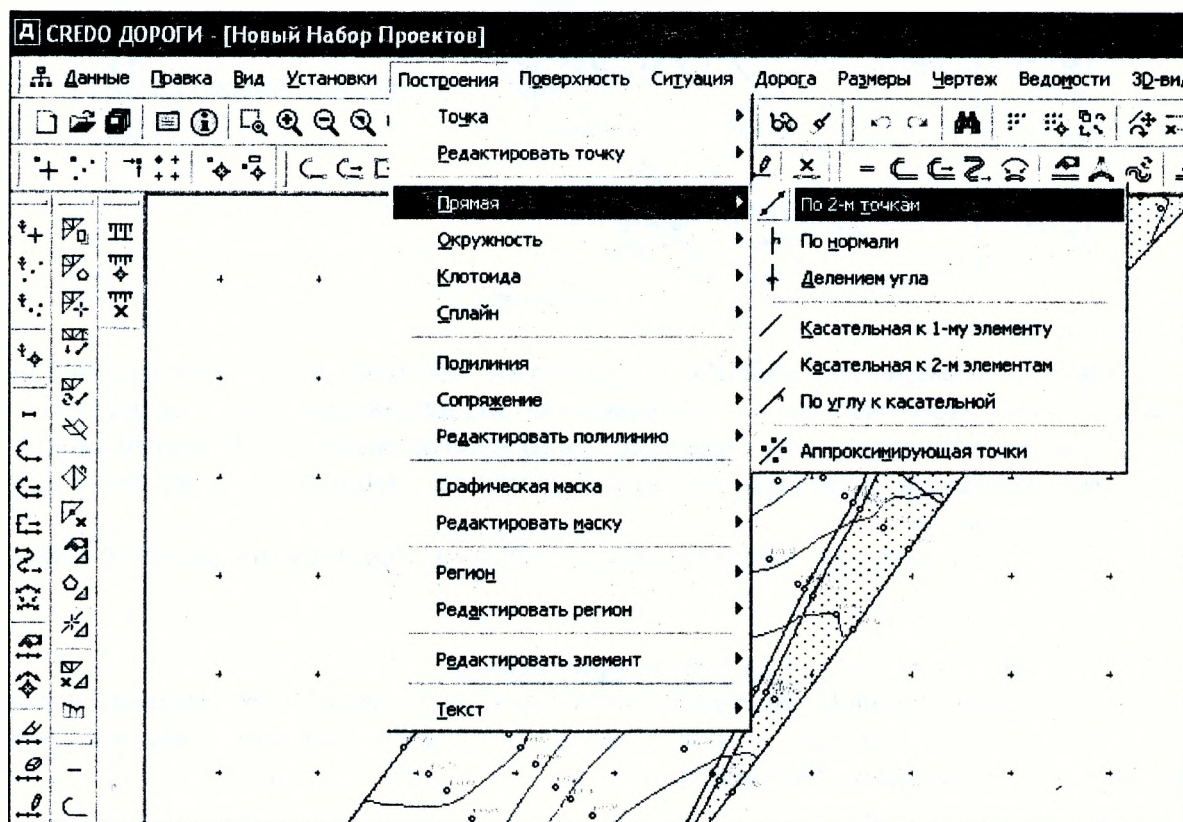 CREDO ДОРОГИ - [Новый Набор Проектов]
Данные Правка Вид Установки Построения Поверхность Ситуация Дорога Размеры Чертеж Ведомости 3D-вид
Точка
Редактировать точку
Прямая
Окружность
Клотоида
Сплайн
Полилиния
Сопряжение
Редактировать полилинию
Графическая маска
Редактировать маску
Регион
Редактировать регион
Редактировать элемент
Текст
По 2-м точкам
По нормали
Делением угла
Касательная к 1-му элементу
Касательная к 2-м элементам
По углу к касательной
Аппроксимирующая точки